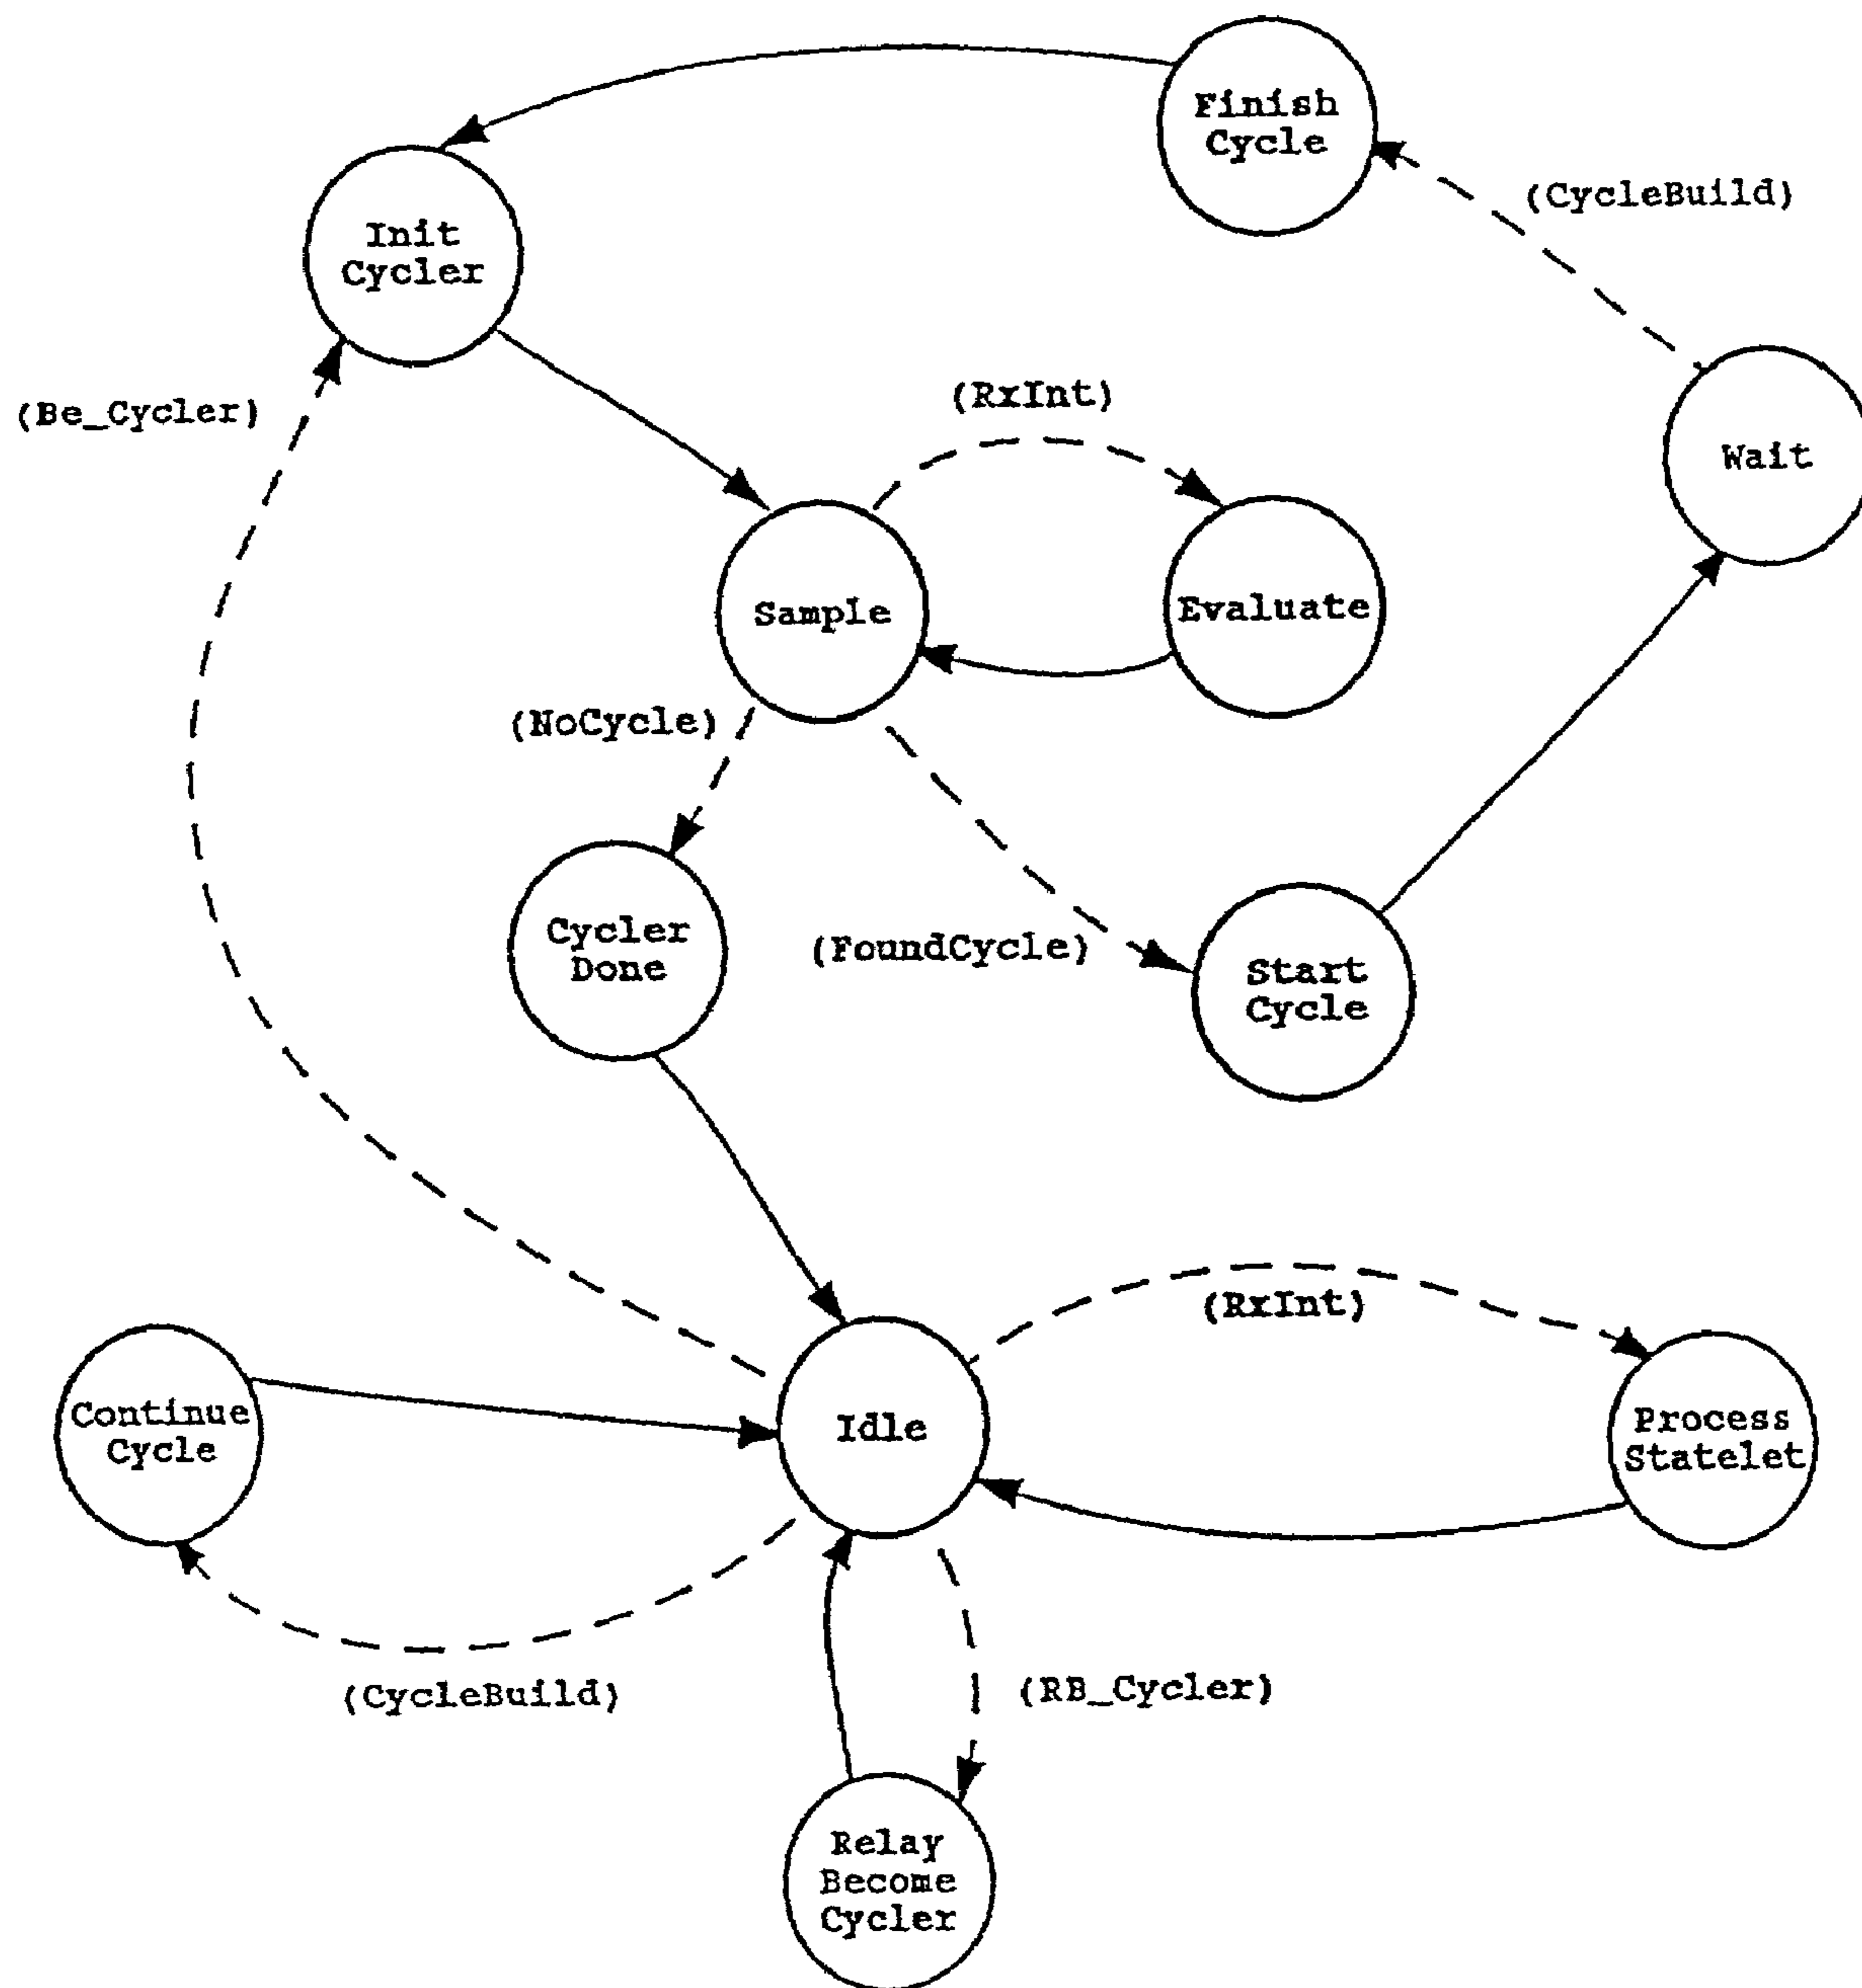 Finish
Cycle
(CycleBuild)
Init
Cycler
(Be_Cycler)
(RxInt)
Wait
Sample
Evaluate
(NoCycle)
Cycler
Done
(FoundCycle)
Start
Cycle
(RxInt)
Continue
Cycle
Idle
Process
Statelet
(CycleBuild)
(RB_Cycler)
Relay
Become
Cycler